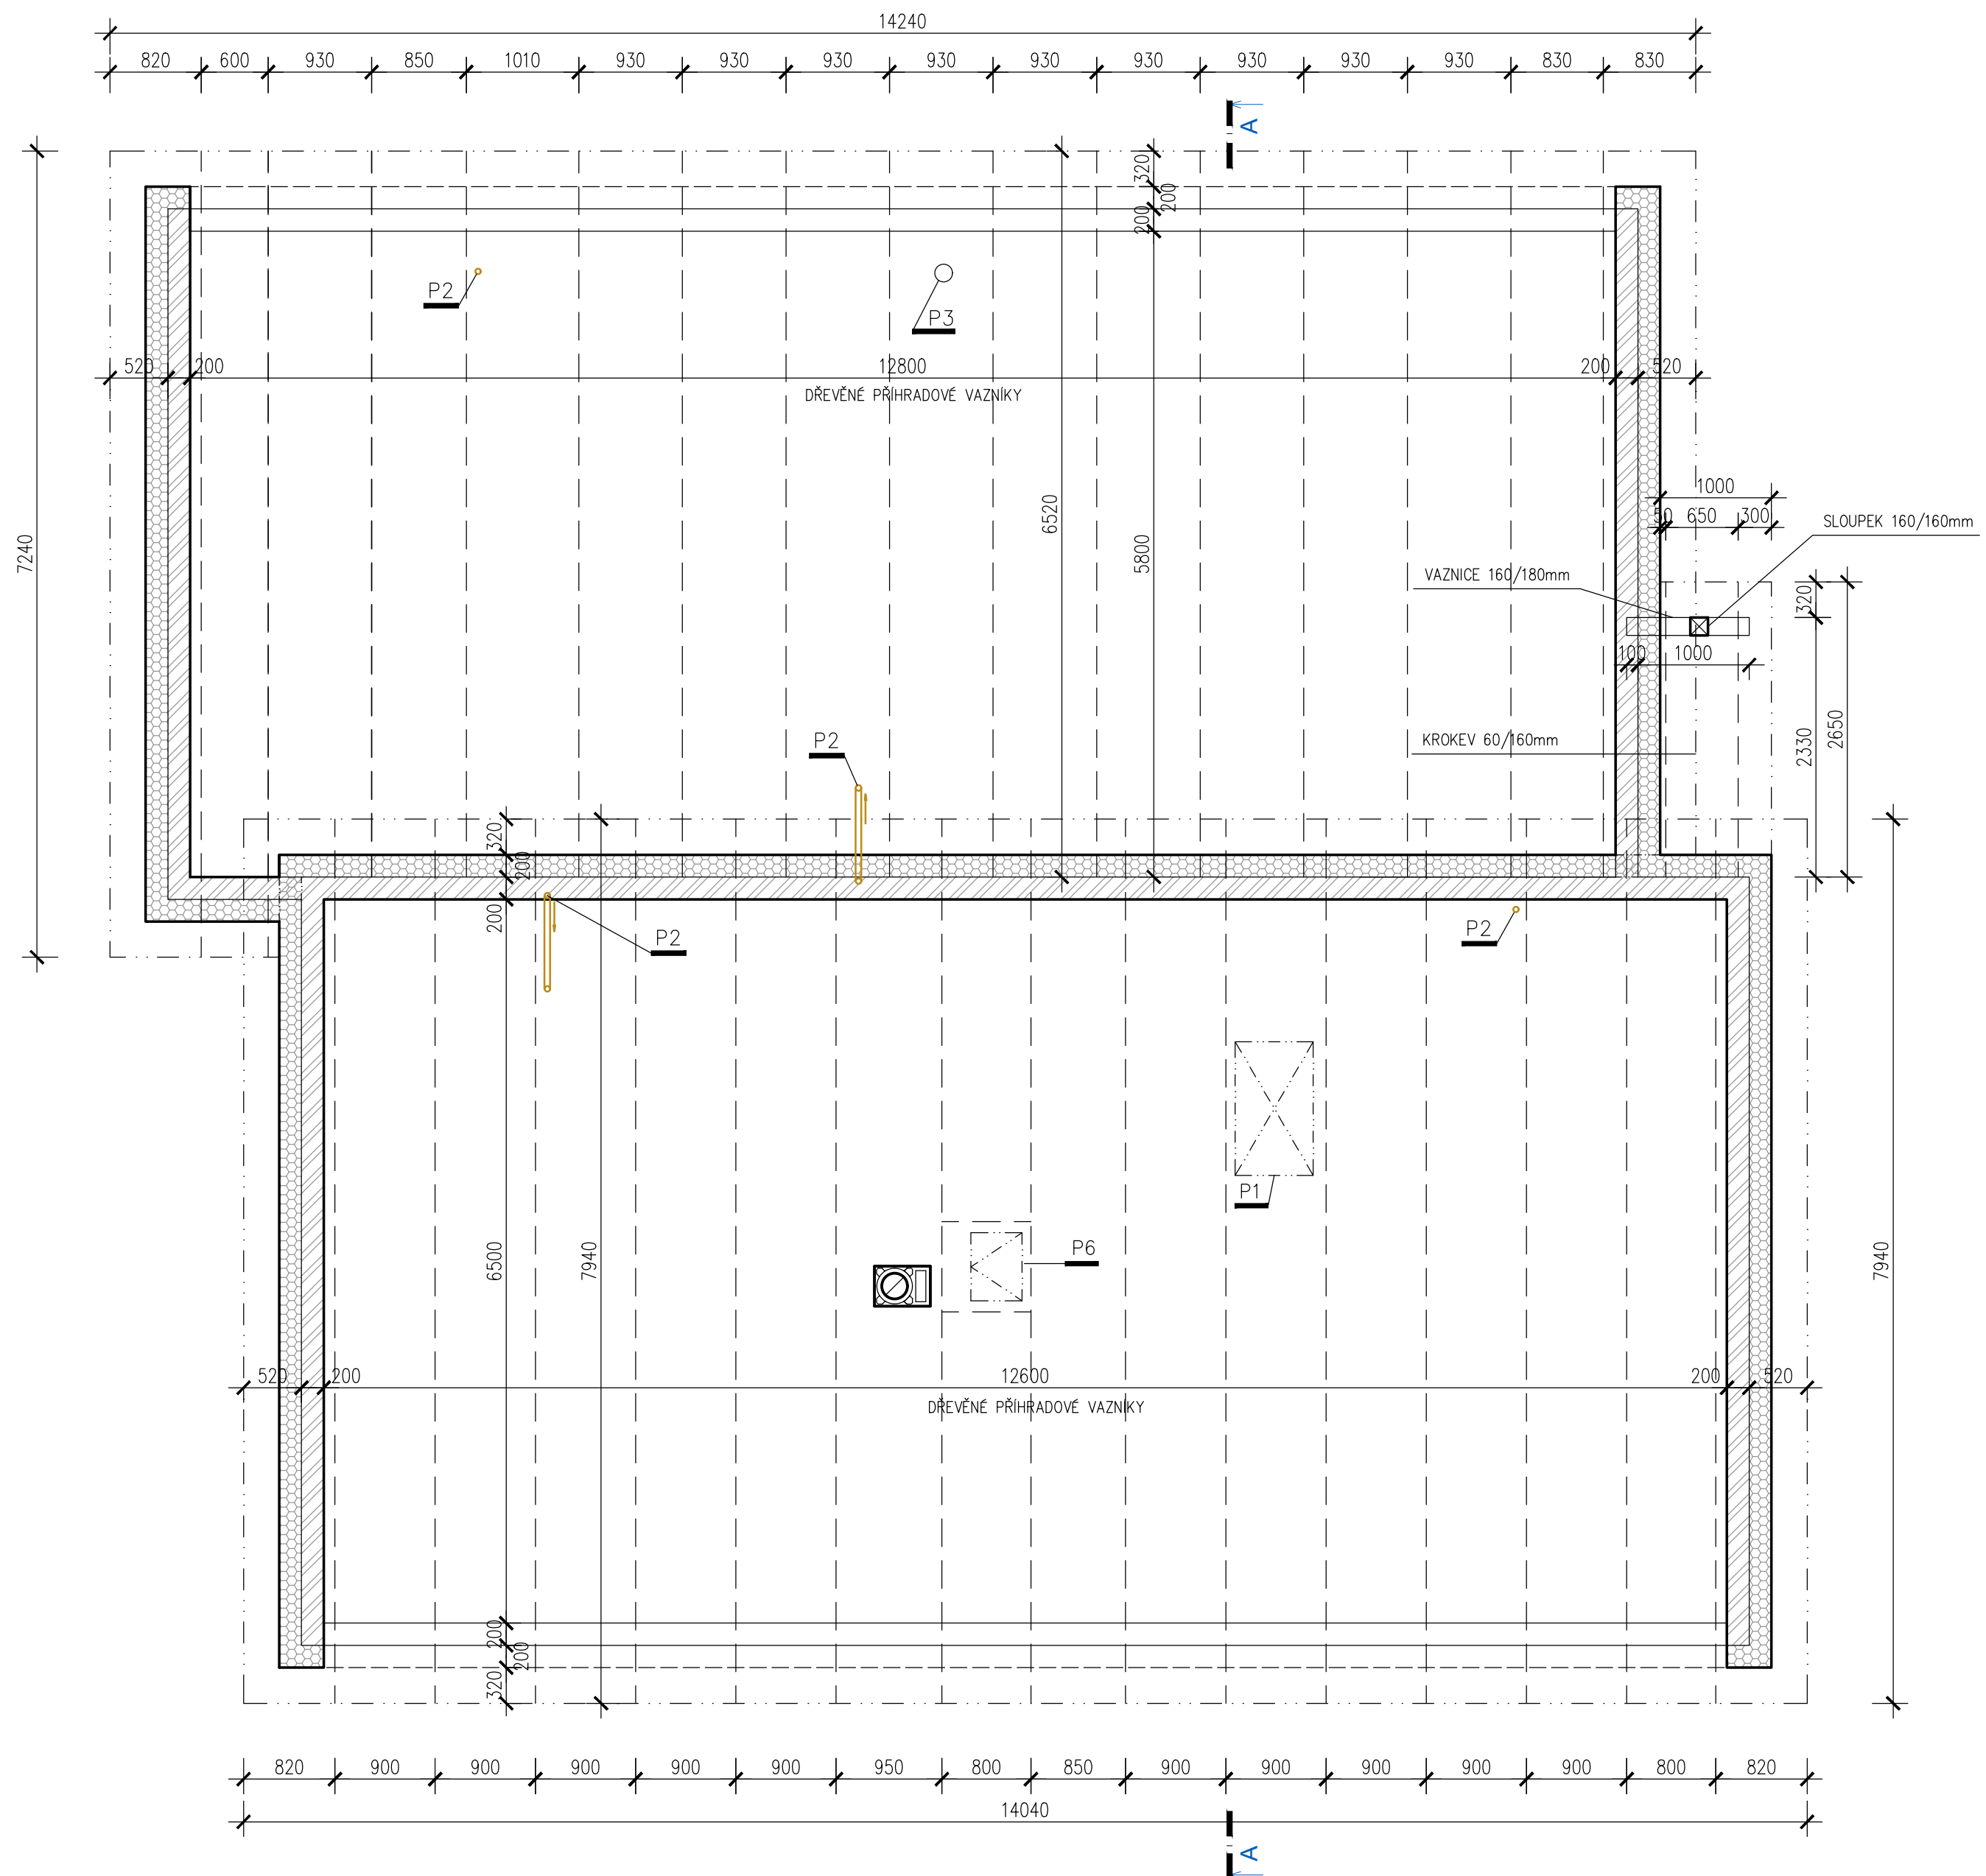 14240
820 600 930 850 1010 930 930 930 930 930 930 930 930 930 830 830
A
320
200
200
P2
P3
520 200 12800 200 520
DŘEVĚNÉ PŘÍHRADOVÉ VAZNÍKY
7240
6520
5800
1000
50 650 300
SLOUPEK 160/160mm
VAZNICE 160/180mm
320
100 1000
2330
2650
KROKEV 60/160mm
P2
320
200
200
P2
P2
P1
P6
6500
7940
7940
520 200 12600 200 520
DŘEVĚNÉ PŘÍHRADOVÉ VAZNÍKY
200
200
320
820 900 900 900 900 900 900 950 800 850 900 900 900 900 900 800 820
14040
A